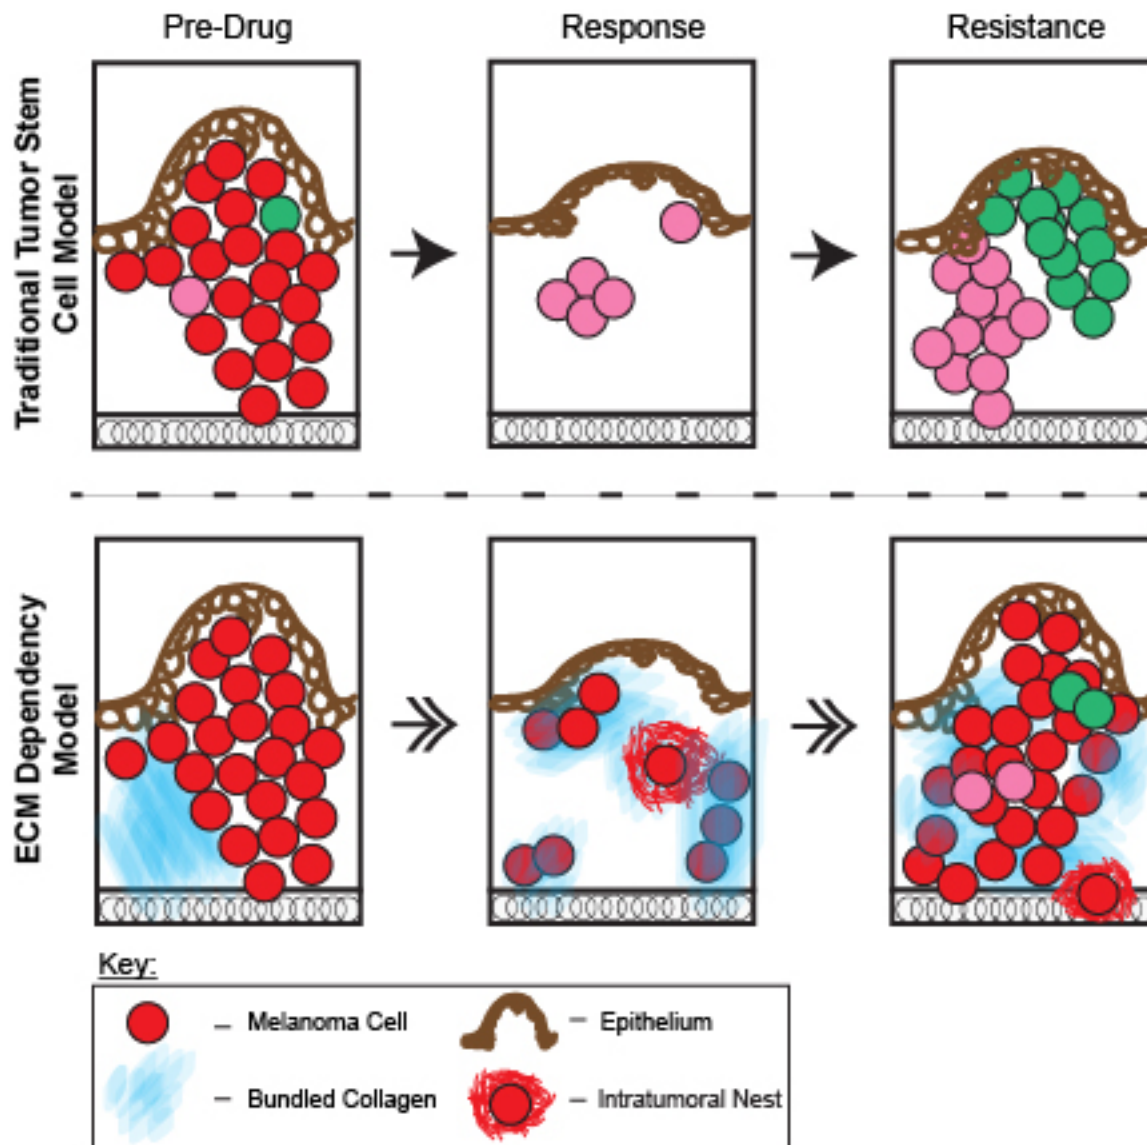 Pre-Drug
Response
Resistance
Traditional Tumor Stem
Cell Model
ECM Dependency
Model
Key:
– Melanoma Cell
– Epithelium
– Bundled Collagen
– Intratumoral Nest